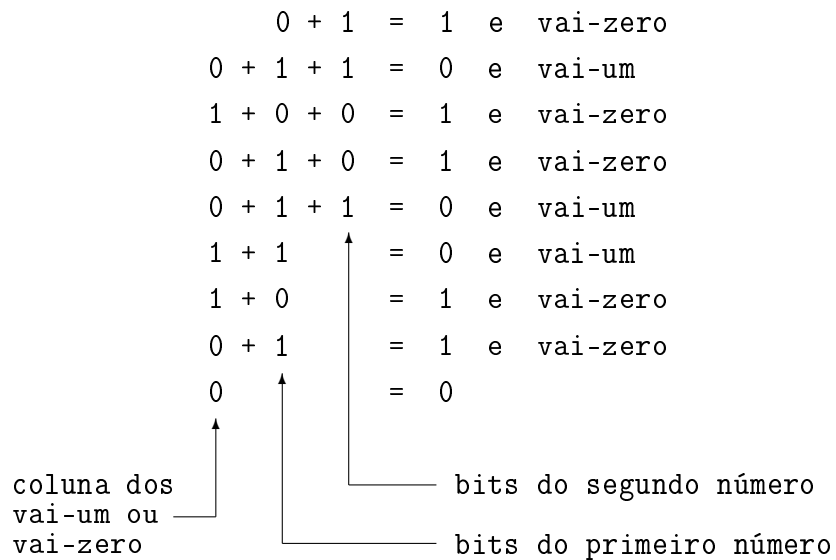 0 + 1 = 1 e vai-zero
0 + 1 + 1 = 0 e vai-um
1 + 0 + 0 = 1 e vai-zero
0 + 1 + 0 = 1 e vai-zero
0 + 1 + 1 = 0 e vai-um
1 + 1 = 0 e vai-um
1 + 0 = 1 e vai-zero
0 + 1 = 1 e vai-zero
0 = 0
coluna dos
vai-um ou
vai-zero
bits do segundo número
bits do primeiro número